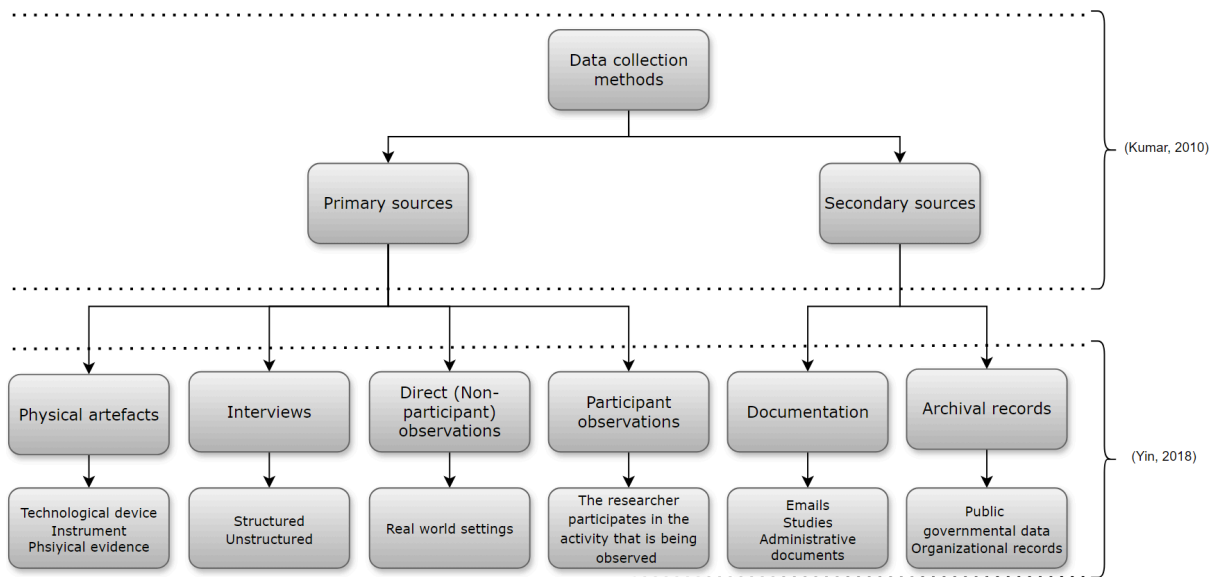 Data collection
methods
(Kumar, 2010)
Primary sources
Secondary sources
Physical artefacts
Interviews
Direct (Non-
participant)
observations
Participant
observations
Documentation
Archival records
(Yin, 2018)
Technological device
Instrument
Phsiyical evidence
Structured
Unstructured
Real world settings
The researcher
participates in the
activity that is being
observed
Emails
Studies
Administrative
documents
Public
governmental data
Organizational records